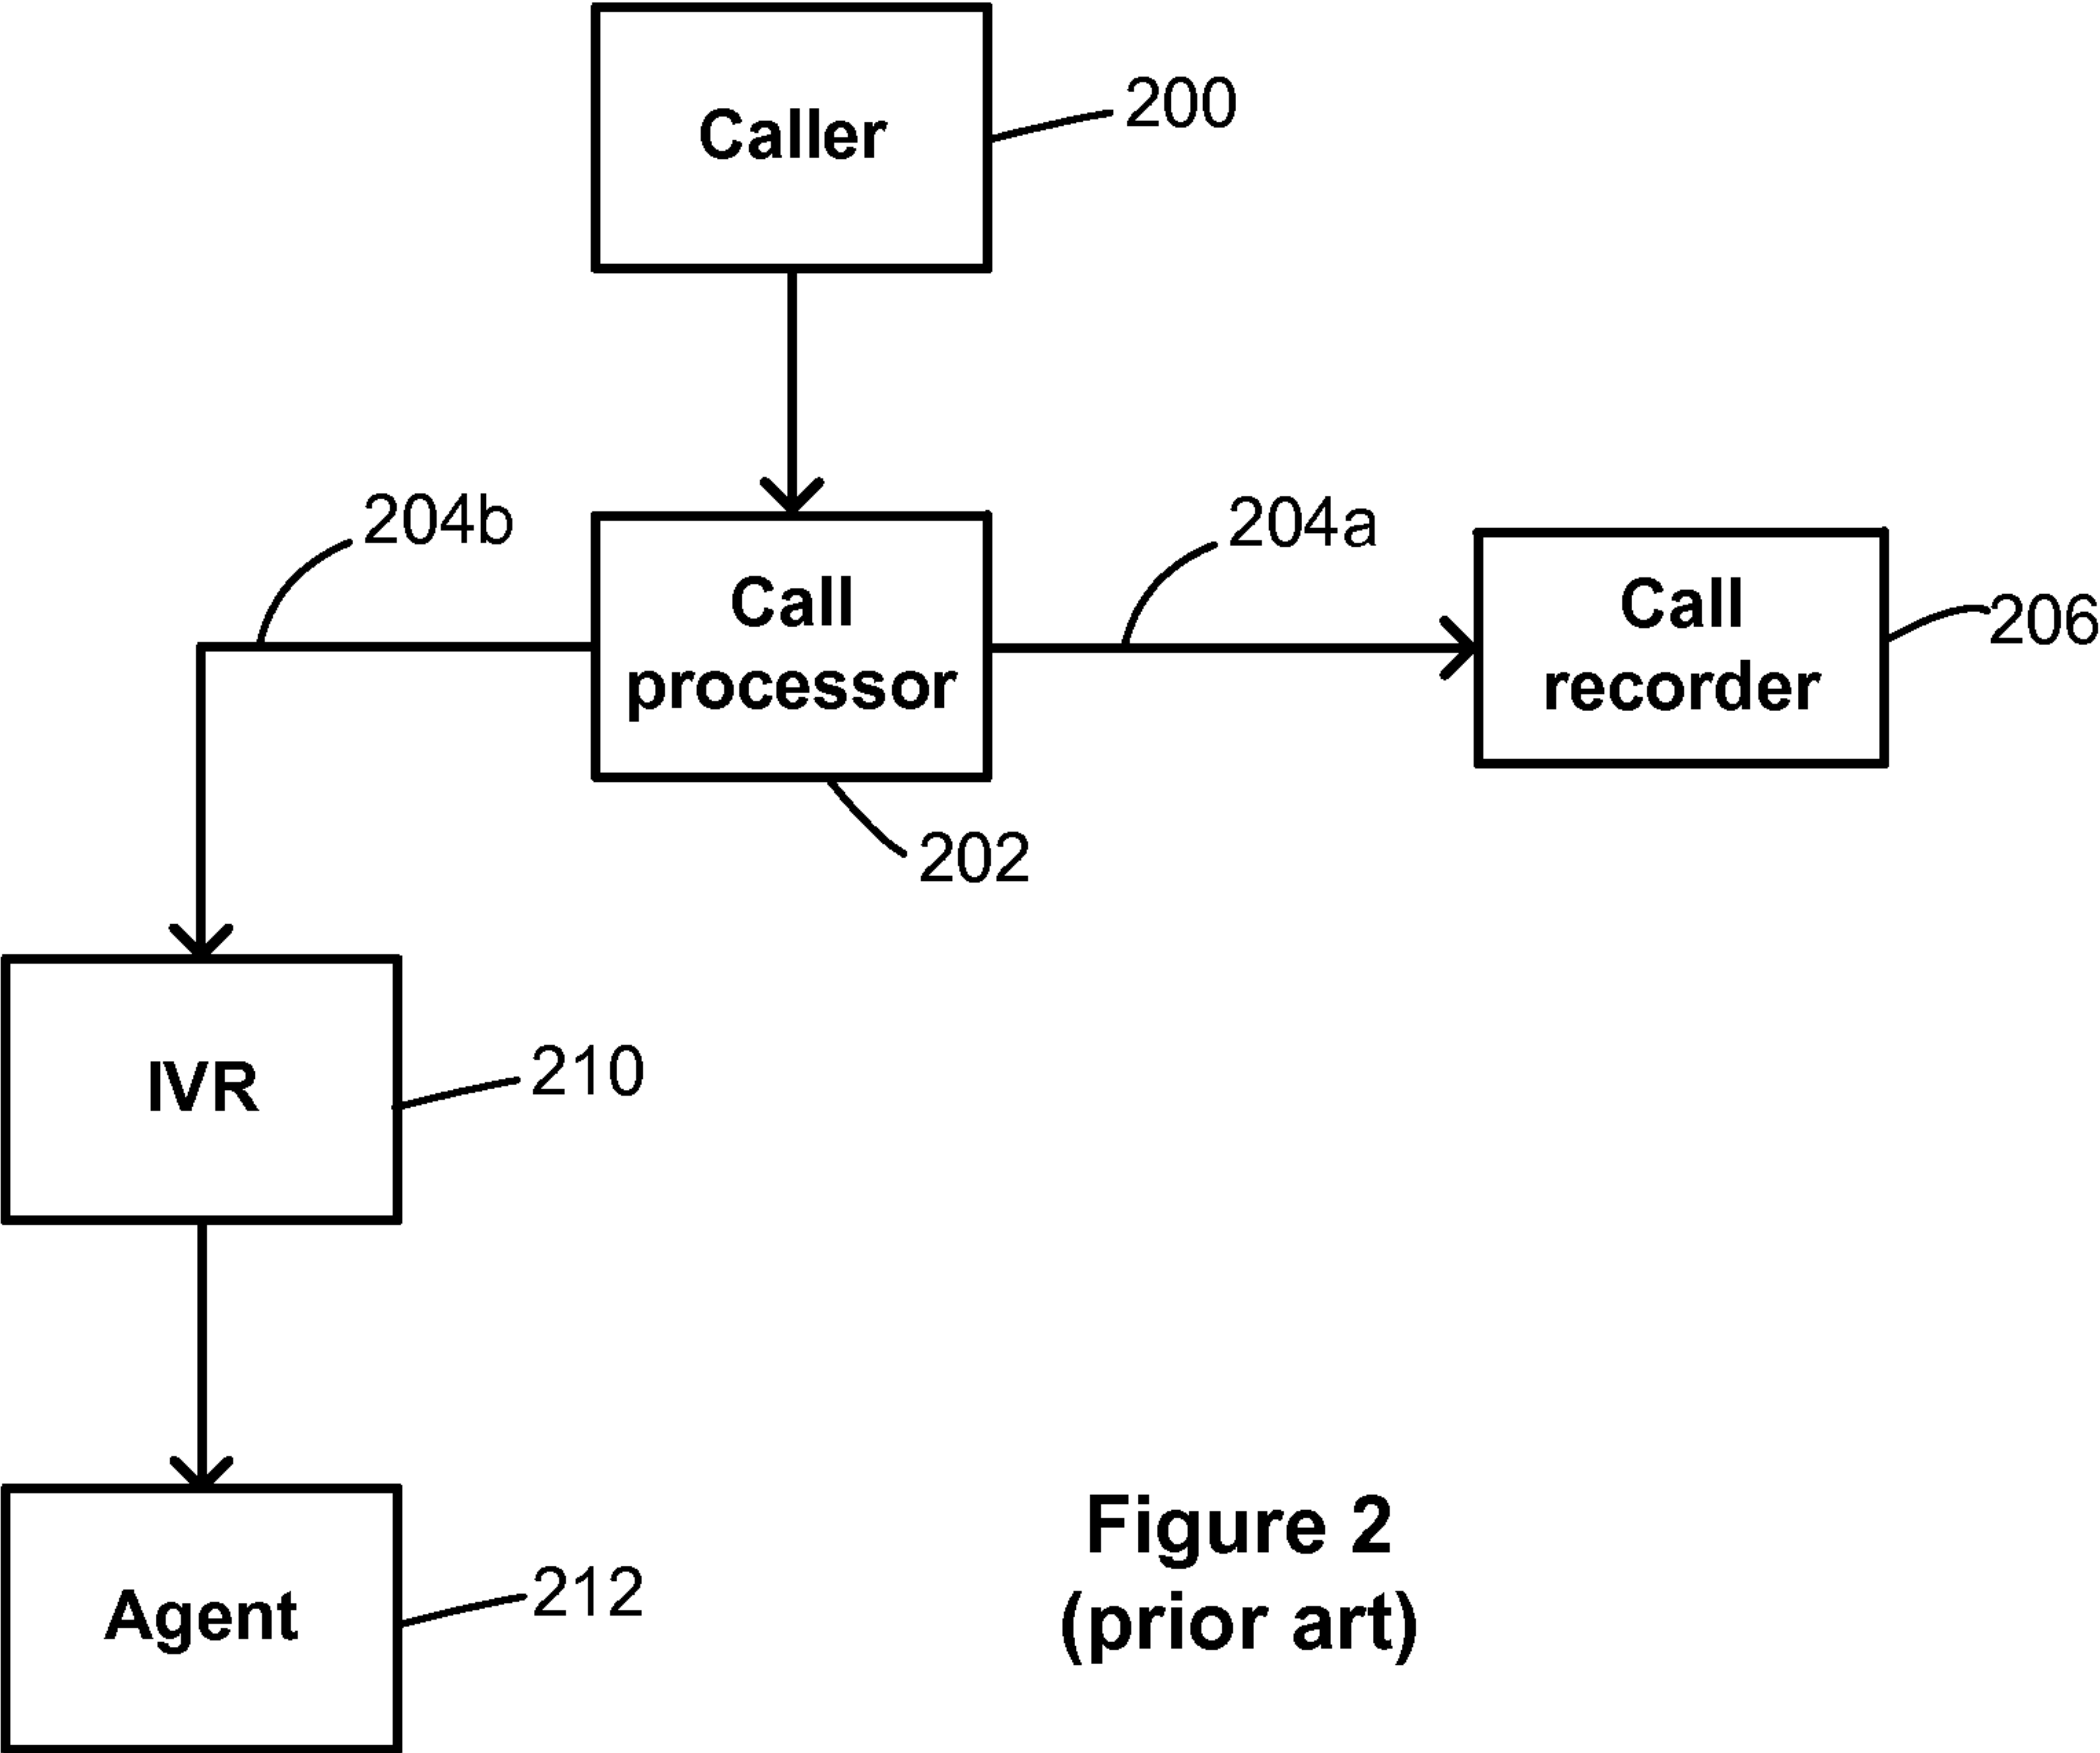 Caller
200
204b
204a
Call
processor
Call
recorder
206
202
IVR
210
Agent
212
Figure 2
(prior art)